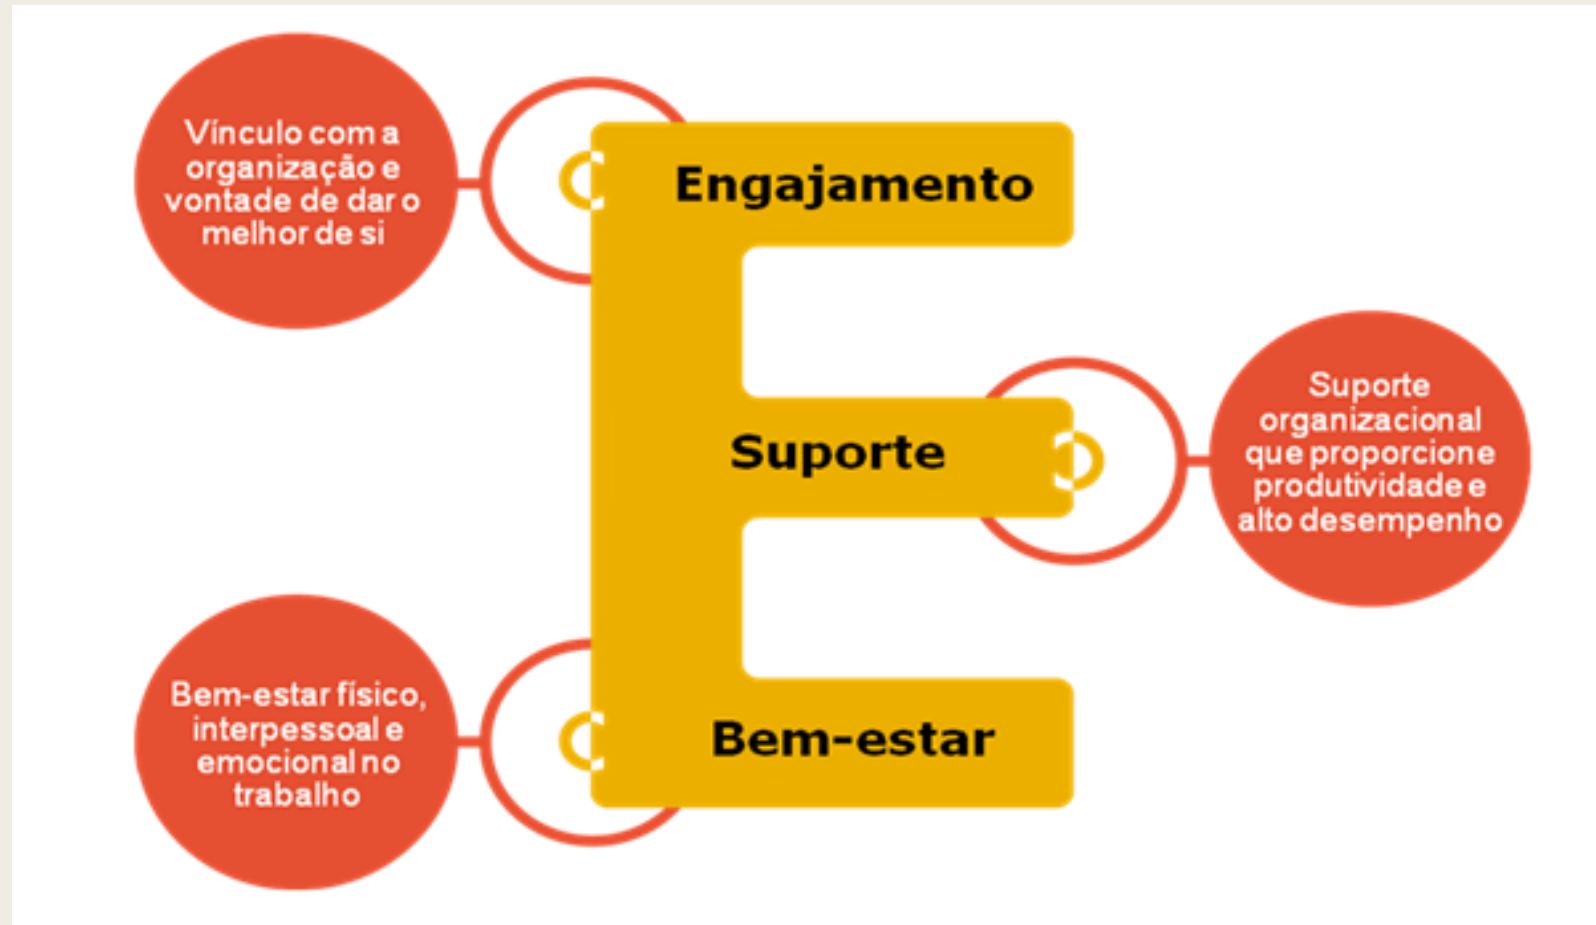 Vínculo com a
organização e
vontade de dar o
melhor de si
Engajamento
Suporte
Suporte
organizacional
que proporcione
produtividade e
alto desempenho
Bem-estar físico,
interpessoal e
emocional no
trabalho
Bem-estar